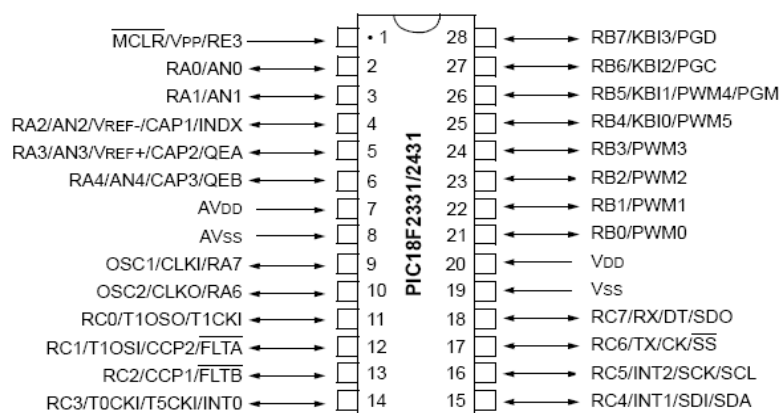 MCLR/VPP/RE3 1 28 RB7/KBI3/PGD
RA0/AN0 2 27 RB6/KBI2/PGC
RA1/AN1 3 26 RB5/KBI1/PWM4/PGM
RA2/AN2/VREF-/CAP1/INDX 4 25 RB4/KBI0/PWM5
RA3/AN3/VREF+/CAP2/QEA 5 24 RB3/PWM3
RA4/AN4/CAP3/QEB 6 23 RB2/PWM2
AVDD 7 22 RB1/PWM1
AVSS 8 21 RB0/PWM0
OSC1/CLKI/RA7 9 20 VDD
OSC2/CLKO/RA6 10 19 VSS
RC0/T1OSO/T1CKI 11 18 RC7/RX/DT/SDO
RC1/T1OSI/CCP2/FLTA 12 17 RC6/TX/CK/SS
RC2/CCP1/FLTB 13 16 RC5/INT2/SCK/SCL
RC3/T0CKI/T5CKI/INT0 14 15 RC4/INT1/SDI/SDA
PIC18F2331/2431